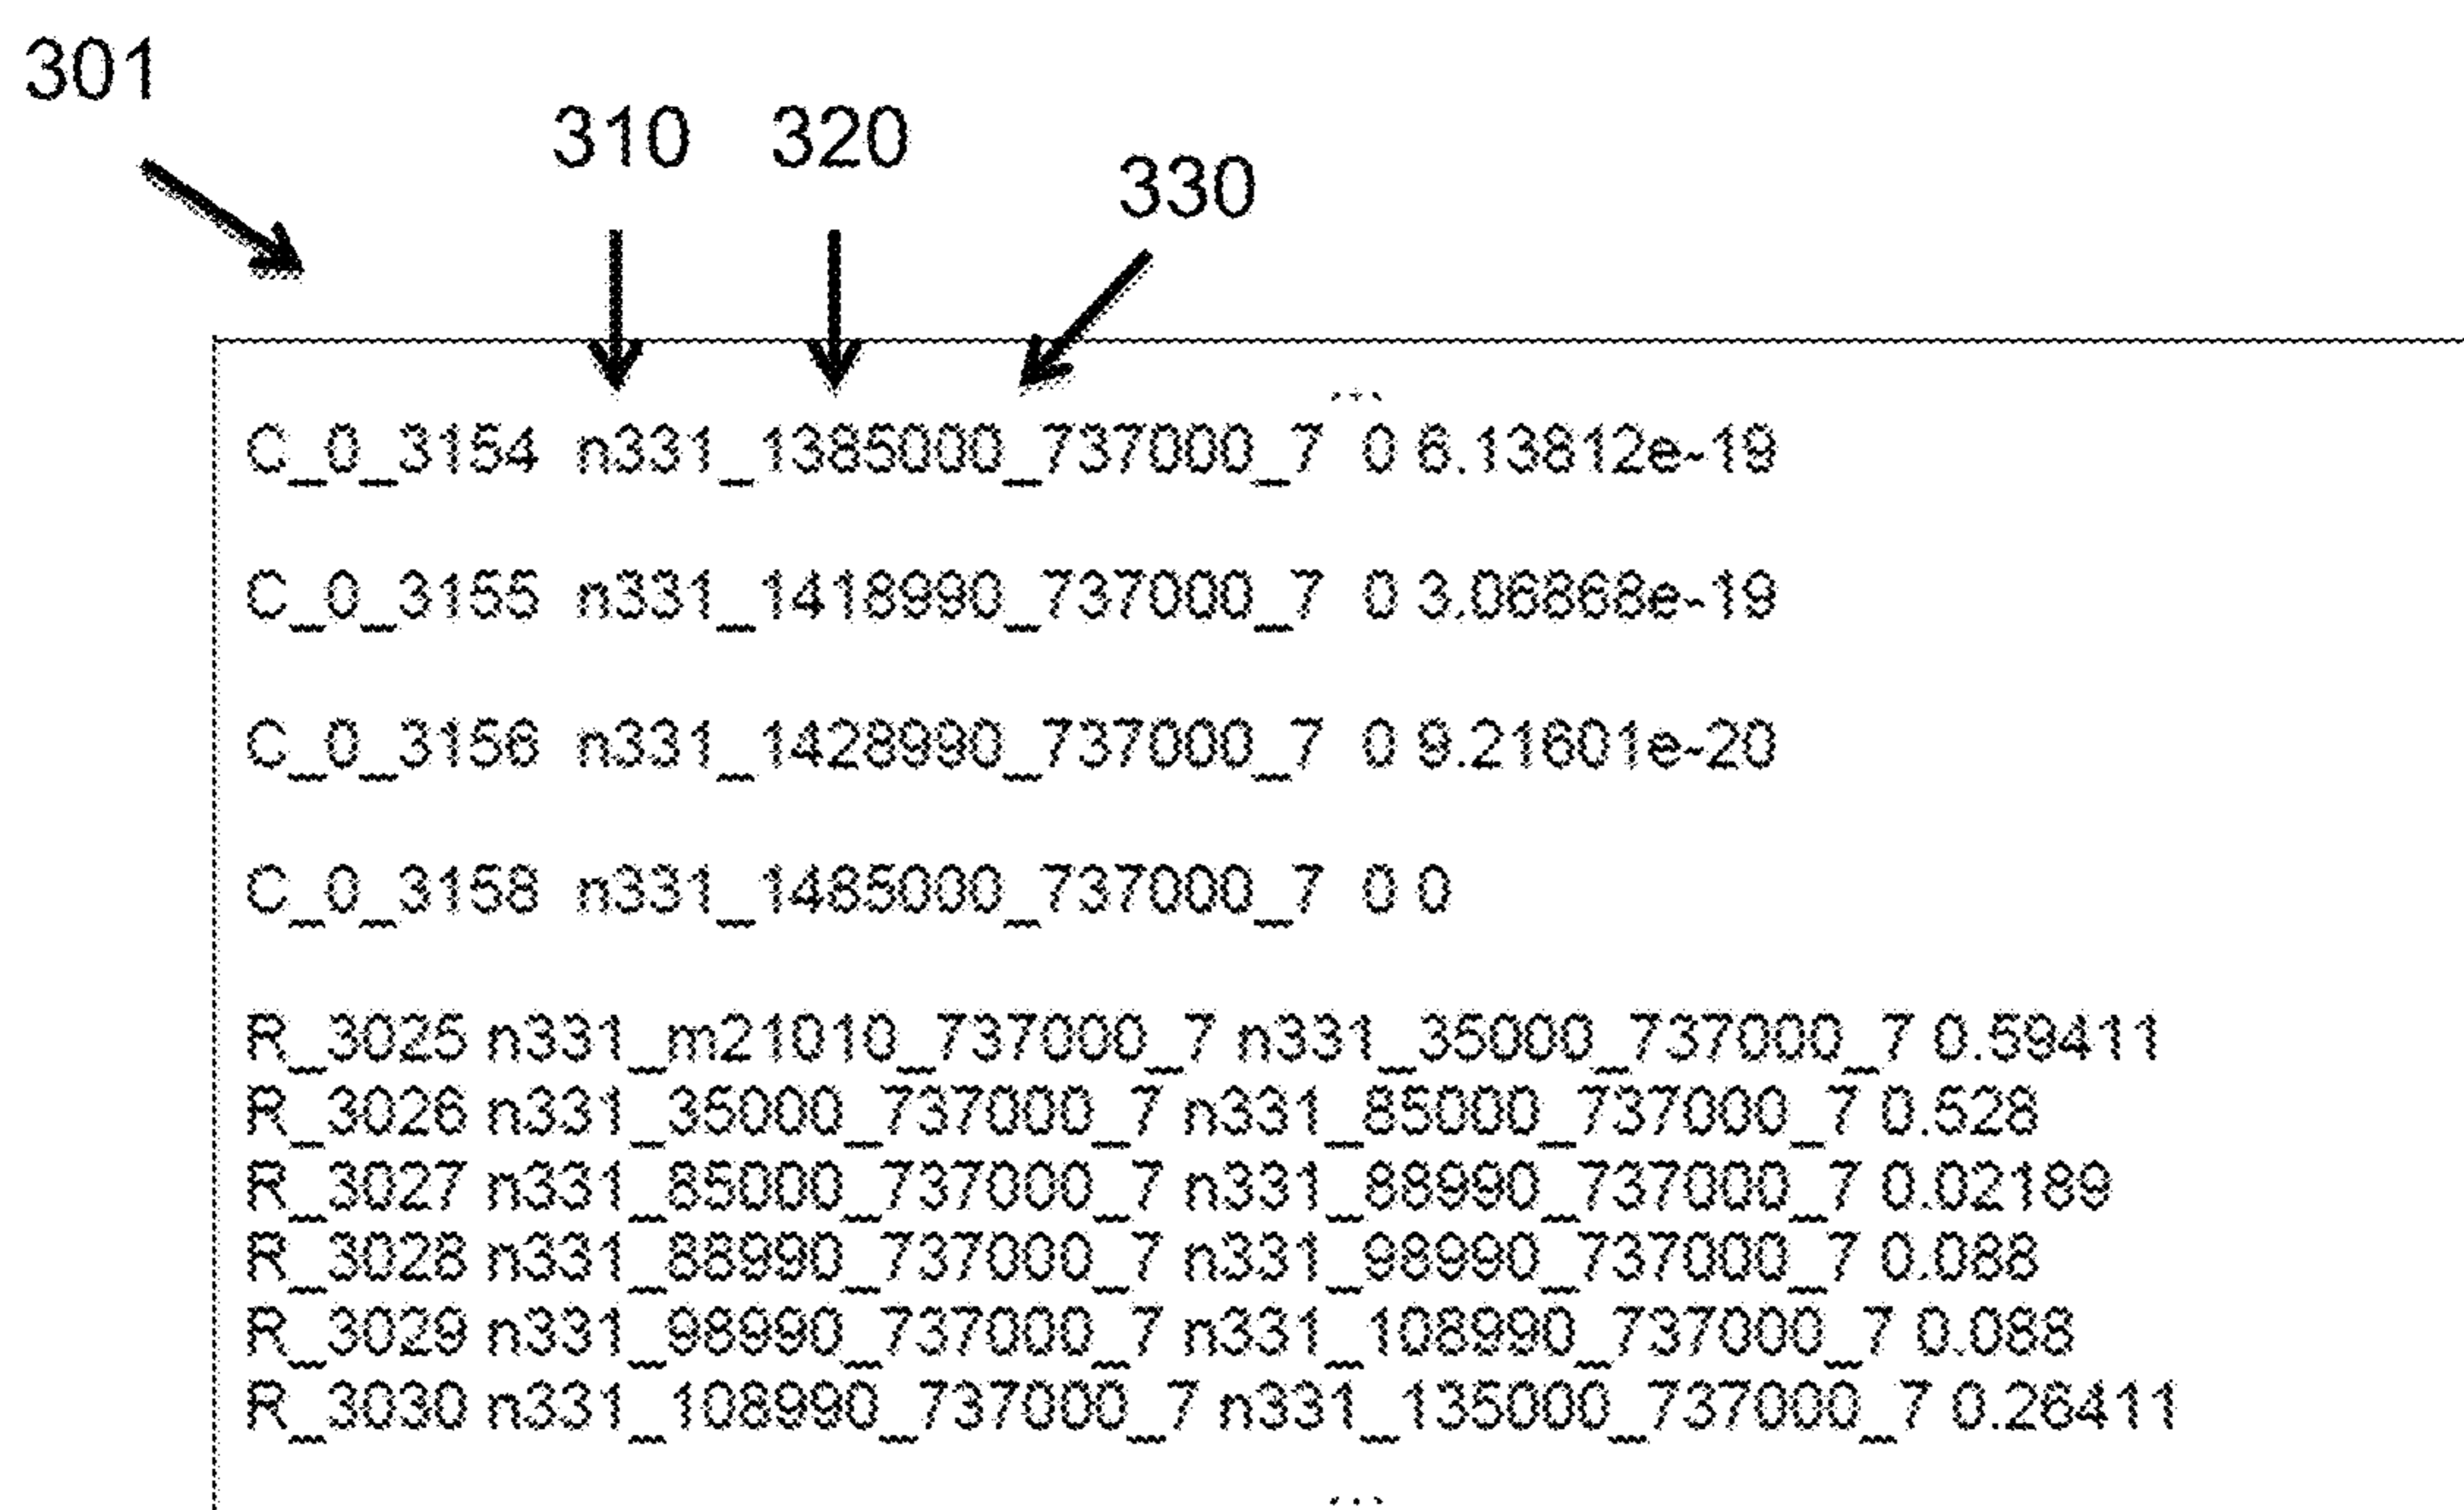 301
310 320
330
...
C_0_3154 n331_1385000_737000_7 0 6.13812e-19
C_0_3155 n331_1418990_737000_7 0 3.06868e-19
C_0_3156 n331_1428990_737000_7 0 9.21601e-20
C_0_3158 n331_1465000_737000_7 0 0
R_3025 n331_m21010_737000_7 n331_35000_737000_7 0.59411
R_3026 n331_35000_737000_7 n331_85000_737000_7 0.528
R_3027 n331_85000_737000_7 n331_88990_737000_7 0.02189
R_3028 n331_88990_737000_7 n331_98990_737000_7 0.088
R_3029 n331_98990_737000_7 n331_108990_737000_7 0.088
R_3030 n331_108990_737000_7 n331_135000_737000_7 0.26411
...